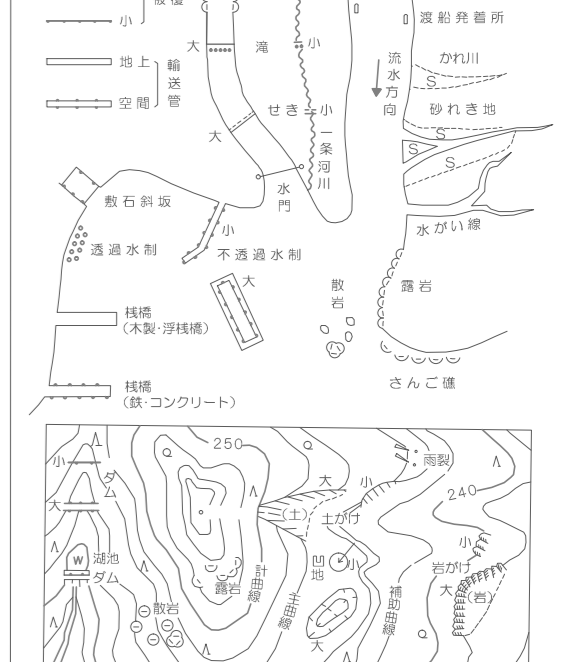 被覆
小
地上
空間
輸送管
大
滝
小
せき
小
大
一条河川
水門
敷石斜坂
小
透過水制
不透過水制
大
桟橋
(木製・浮桟橋)
桟橋
(鉄・コンクリート)
渡船発着所
流水方向
かれ川
S
砂れき地
S
S
S
水がい線
散岩
露岩
さんご礁
小
ダム
大
湖池
W
ダム
250
大
小
雨裂
(土)
土がけ
240
小
岩がけ
大
(岩)
凹地
小
露岩
計曲線
主曲線
補助曲線
散岩
大